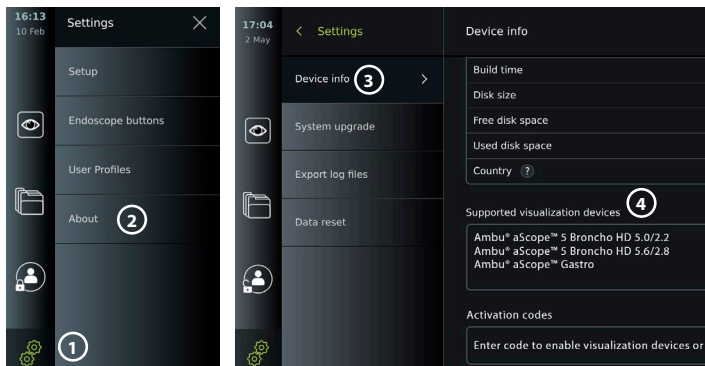 16:13
10 Feb
Settings
Setup
Endoscope buttons
User Profiles
About
2
1
17:04
2 May
Settings
Device info
3
System upgrade
Export log files
Data reset
Device info
Build time
Disk size
Free disk space
Used disk space
Country ?
Supported visualization devices
4
Ambu® aScope™ 5 Broncho HD 5.0/2.2
Ambu® aScope™ 5 Broncho HD 5.6/2.8
Ambu® aScope™ Gastro
Activation codes
Enter code to enable visualization devices or